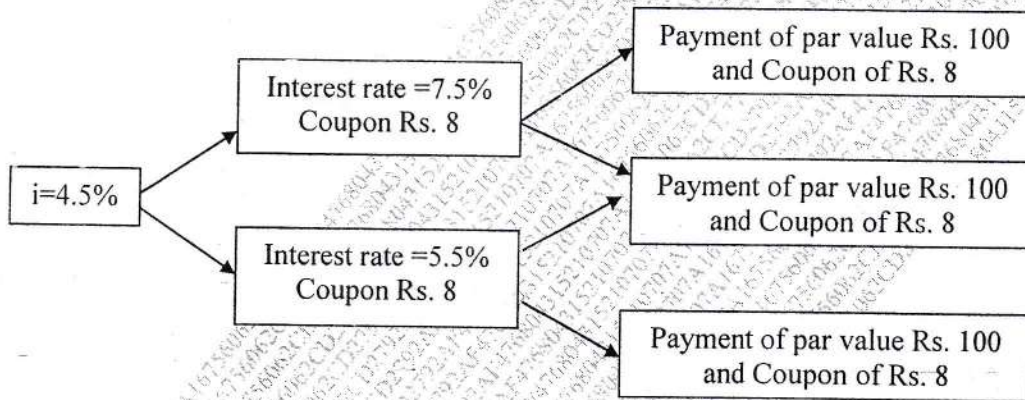 Payment of par value Rs. 100
and Coupon of Rs. 8
Interest rate =7.5%
Coupon Rs. 8
i=4.5%
Payment of par value Rs. 100
and Coupon of Rs. 8
Interest rate =5.5%
Coupon Rs. 8
Payment of par value Rs. 100
and Coupon of Rs. 8